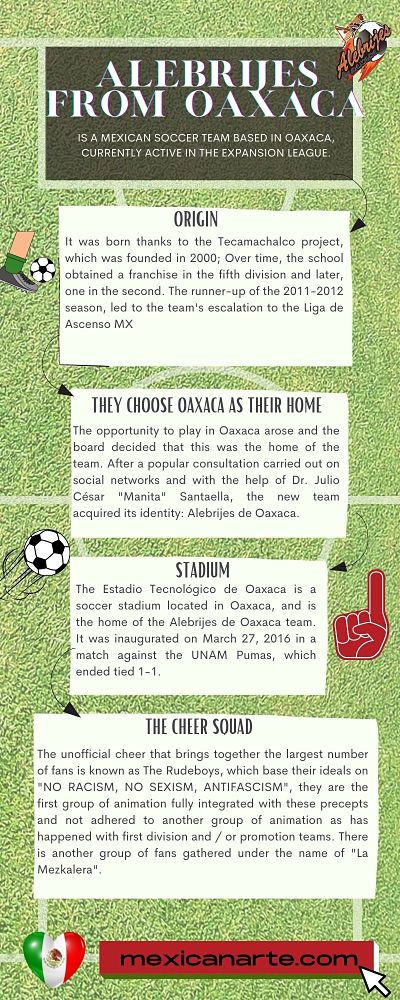 Alebrijes
ALEBRIJES
FROM OAXACA
IS A MEXICAN SOCCER TEAM BASED IN OAXACA,
CURRENTLY ACTIVE IN THE EXPANSION LEAGUE.
ORIGIN
It was born thanks to the Tecamachalco project,
which was founded in 2000; Over time, the school
obtained a franchise in the fifth division and later,
one in the second. The runner-up of the 2011-2012
season, led to the team's escalation to the Liga de
Ascenso MX
THEY CHOOSE OAXACA AS THEIR HOME
The opportunity to play in Oaxaca arose and the
board decided that this was the home of the
team. After a popular consultation carried out on
social networks and with the help of Dr. Julio
César "Manita" Santaella, the new team
acquired its identity: Alebrijes de Oaxaca.
STADIUM
The Estadio Tecnológico de Oaxaca is a
soccer stadium located in Oaxaca, and is
the home of the Alebrijes de Oaxaca team.
It was inaugurated on March 27, 2016 in a
match against the UNAM Pumas, which
ended tied 1-1.
THE CHEER SQUAD
The unofficial cheer that brings together the largest number
of fans is known as The Rudeboys, which base their ideals on
"NO RACISM, NO SEXISM, ANTIFASCISM", they are the
first group of animation fully integrated with these precepts
and not adhered to another group of animation as has
happened with first division and / or promotion teams. There
is another group of fans gathered under the name of "La
Mezkalera".
mexicanarte.com